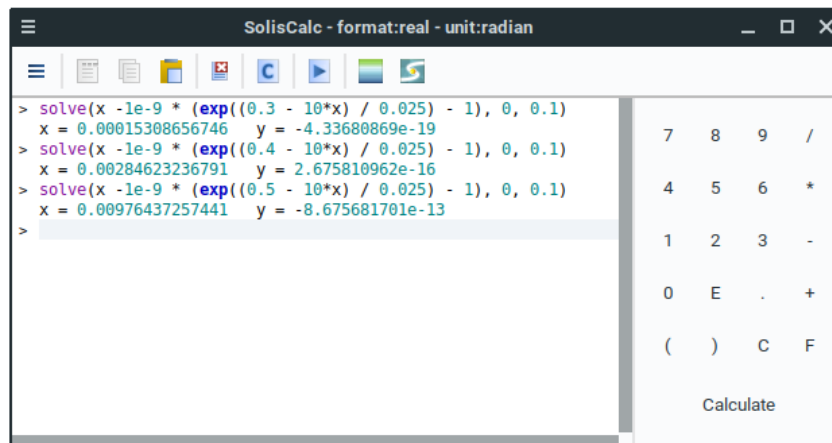 SolisCalc - format:real - unit:radian
> solve(x -1e-9 * (exp((0.3 - 10*x) / 0.025) - 1), 0, 0.1)
x = 0.00015308656746 y = -4.33680869e-19
> solve(x -1e-9 * (exp((0.4 - 10*x) / 0.025) - 1), 0, 0.1)
x = 0.00284623236791 y = 2.675810962e-16
> solve(x -1e-9 * (exp((0.5 - 10*x) / 0.025) - 1), 0, 0.1)
x = 0.00976437257441 y = -8.675681701e-13
>
7 8 9 /
4 5 6 *
1 2 3 -
0 E . +
( ) C F
Calculate